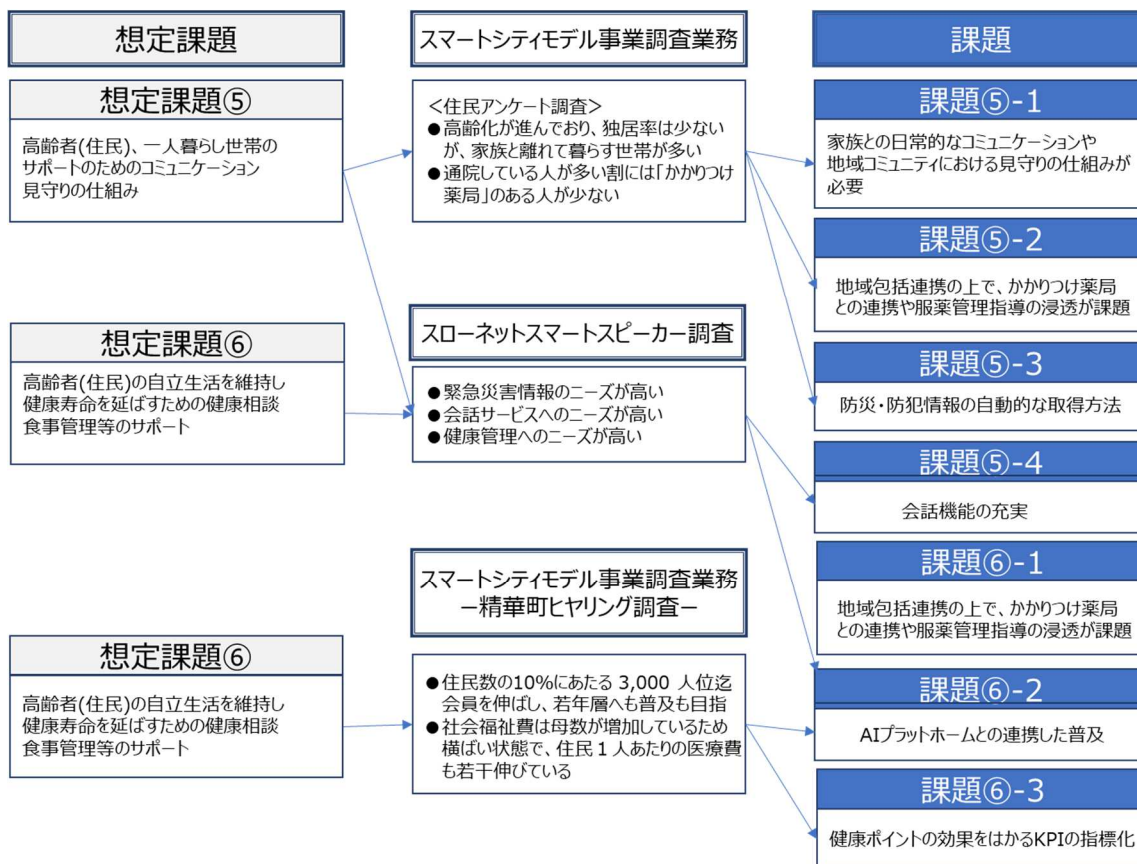 想定課題
想定課題⑤
高齢者(住民)、一人暮らし世帯の
サポートのためのコミュニケーション
見守りの仕組み
想定課題⑥
高齢者(住民)の自立生活を維持し
健康寿命を延ばすための健康相談
食事管理等のサポート
想定課題⑥
高齢者(住民)の自立生活を維持し
健康寿命を延ばすための健康相談
食事管理等のサポート
スマートシティモデル事業調査業務
<住民アンケート調査>
●高齢化が進んでおり、独居率は少ない
が、家族と離れて暮らす世帯が多い
●通院している人が多い割には「かかりつけ
薬局」のある人が少ない
スローネットスマートスピーカー調査
●緊急災害情報のニーズが高い
●会話サービスへのニーズが高い
●健康管理へのニーズが高い
スマートシティモデル事業調査業務
－精華町ヒヤリング調査－
●住民数の10%にあたる 3,000 人位迄
会員を伸ばし、若年層へも普及も目指
●社会福祉費は母数が増加しているため
横ばい状態で、住民１人あたりの医療費
も若干伸びている
課題
課題⑤-1
家族との日常的なコミュニケーションや
地域コミュニティにおける見守りの仕組みが
必要
課題⑤-2
地域包括連携の上で、かかりつけ薬局
との連携や服薬管理指導の浸透が課題
課題⑤-3
防災・防犯情報の自動的な取得方法
課題⑤-4
会話機能の充実
課題⑥-1
地域包括連携の上で、かかりつけ薬局
との連携や服薬管理指導の浸透が課題
課題⑥-2
AIプラットホームとの連携した普及
課題⑥-3
健康ポイントの効果をはかるKPIの指標化